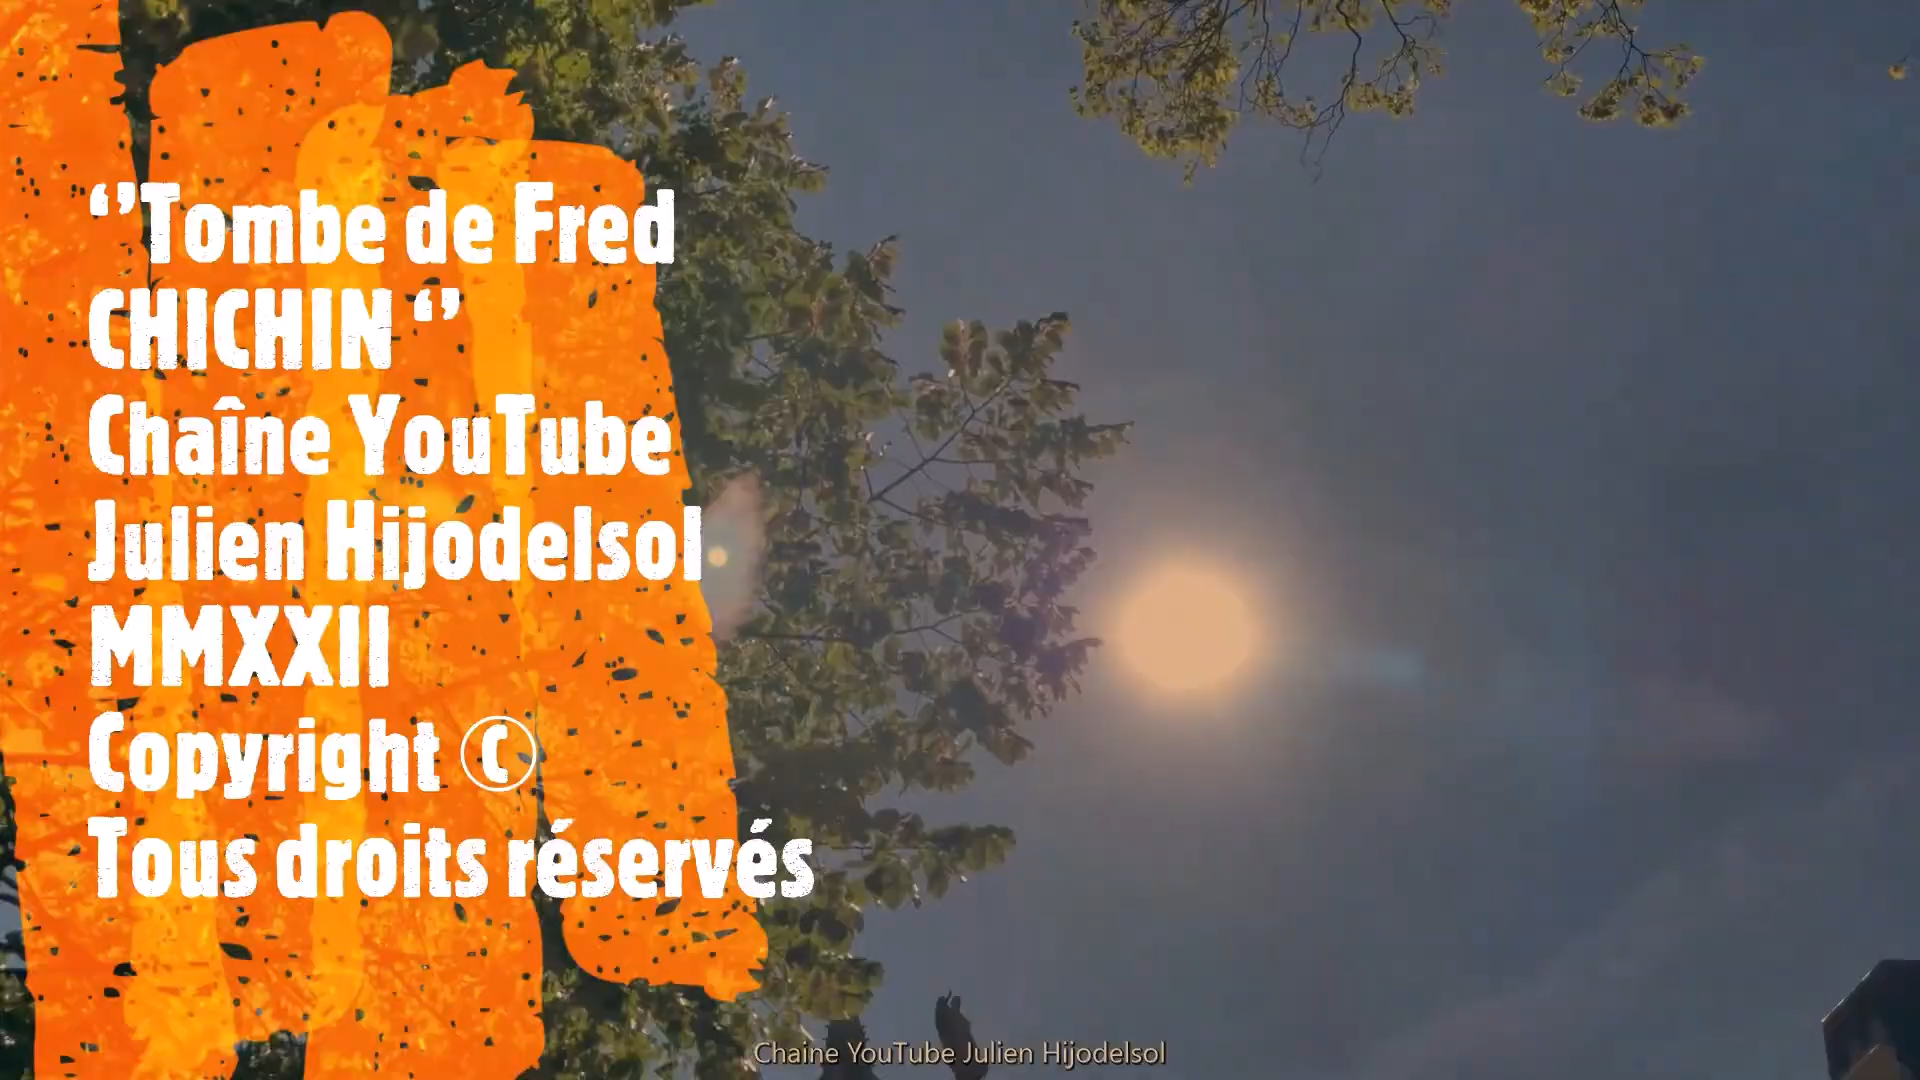 ‘’Tombe de Fred
CHICHIN ‘’
Chaîne YouTube
Julien Hijodelsol
MMXXII
Copyright ©
Tous droits réservés
Chaine YouTube Julien Hijodelsol